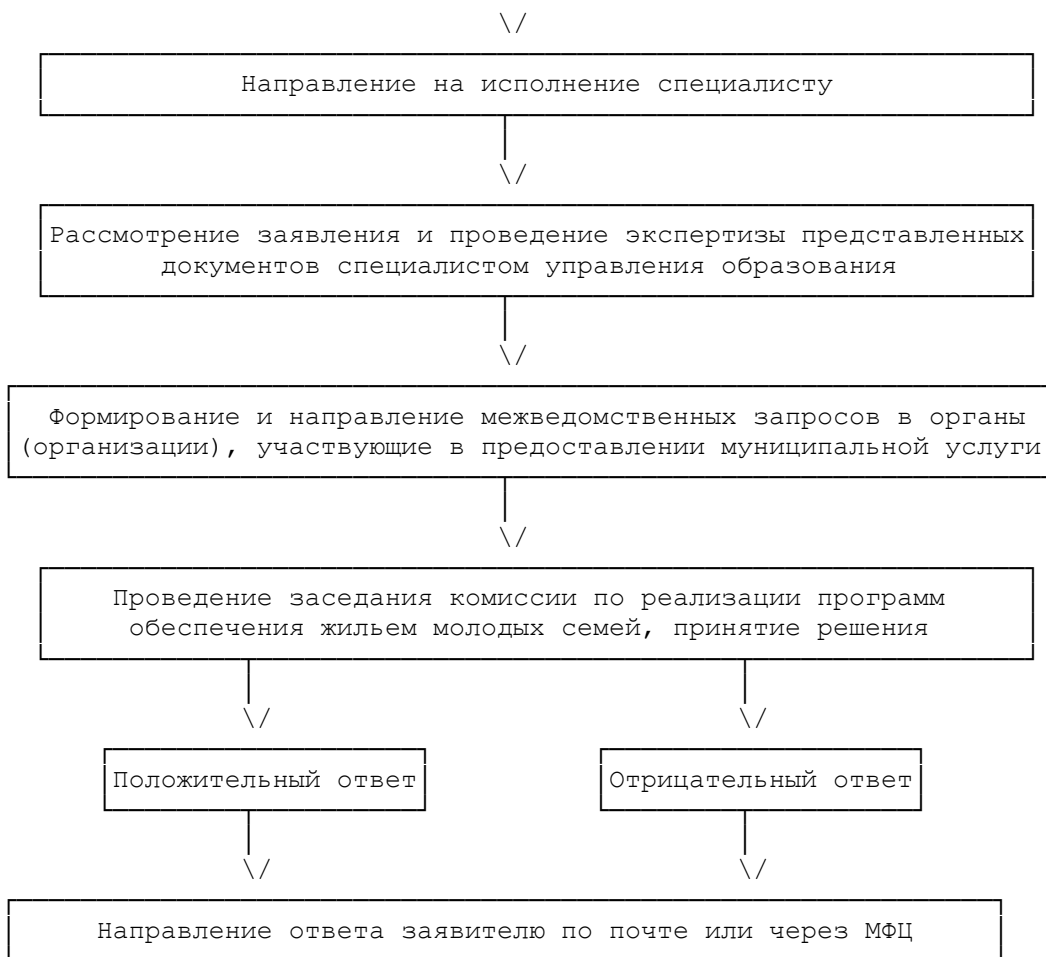 Направление на исполнение специалисту
Рассмотрение заявления и проведение экспертизы представленных
документов специалистом управления образования
Формирование и направление межведомственных запросов в органы
(организации), участвующие в предоставлении муниципальной услуги
Проведение заседания комиссии по реализации программ
обеспечения жильем молодых семей, принятие решения
Положительный ответ
Отрицательный ответ
Направление ответа заявителю по почте или через МФЦ